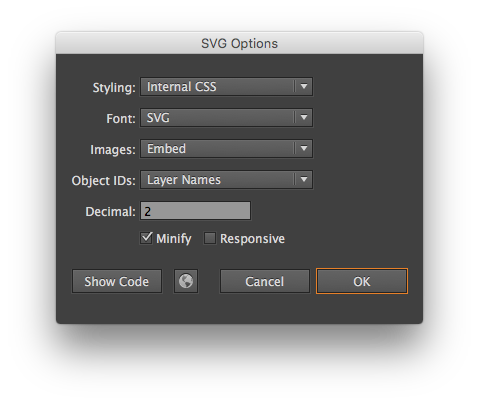 SVG Options
Styling: Internal CSS
Font: SVG
Images: Embed
Object IDs: Layer Names
Decimal: 2
Minify Responsive
Show Code Cancel OK